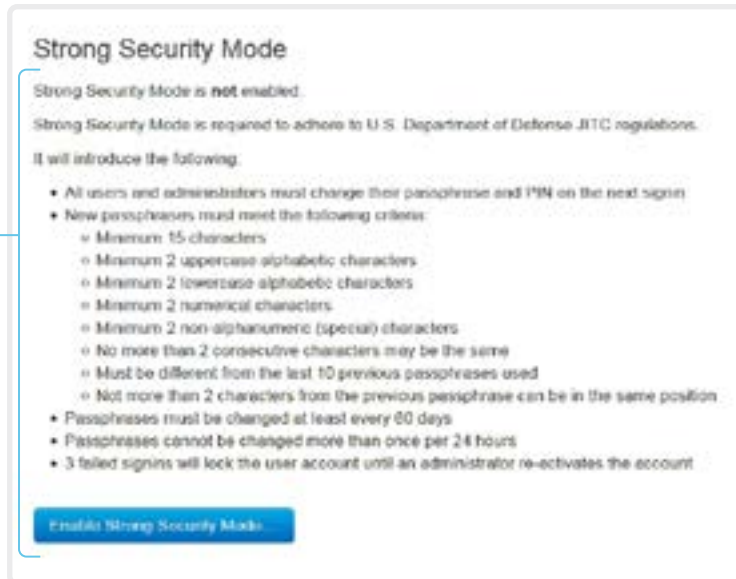 Strong Security Mode
Strong Security Mode is not enabled.
Strong Security Mode is required to adhere to U.S. Department of Defense JITC regulations.
It will introduce the following:
• All users and administrators must change their passphrase and PIN on the next signin
• New passphrases must meet the following criteria:
○ Minimum 15 characters
○ Minimum 2 uppercase alphabetic characters
○ Minimum 2 lowercase alphabetic characters
○ Minimum 2 numerical characters
○ Minimum 2 non-alphanumeric (special) characters
○ No more than 2 consecutive characters may be the same
○ Must be different from the last 10 previous passphrases used
○ Not more than 2 characters from the previous passphrase can be in the same position
• Passphrases must be changed at least every 60 days
• Passphrases cannot be changed more than once per 24 hours
• 3 failed signins will lock the user account until an administrator re-activates the account
Enable Strong Security Mode...